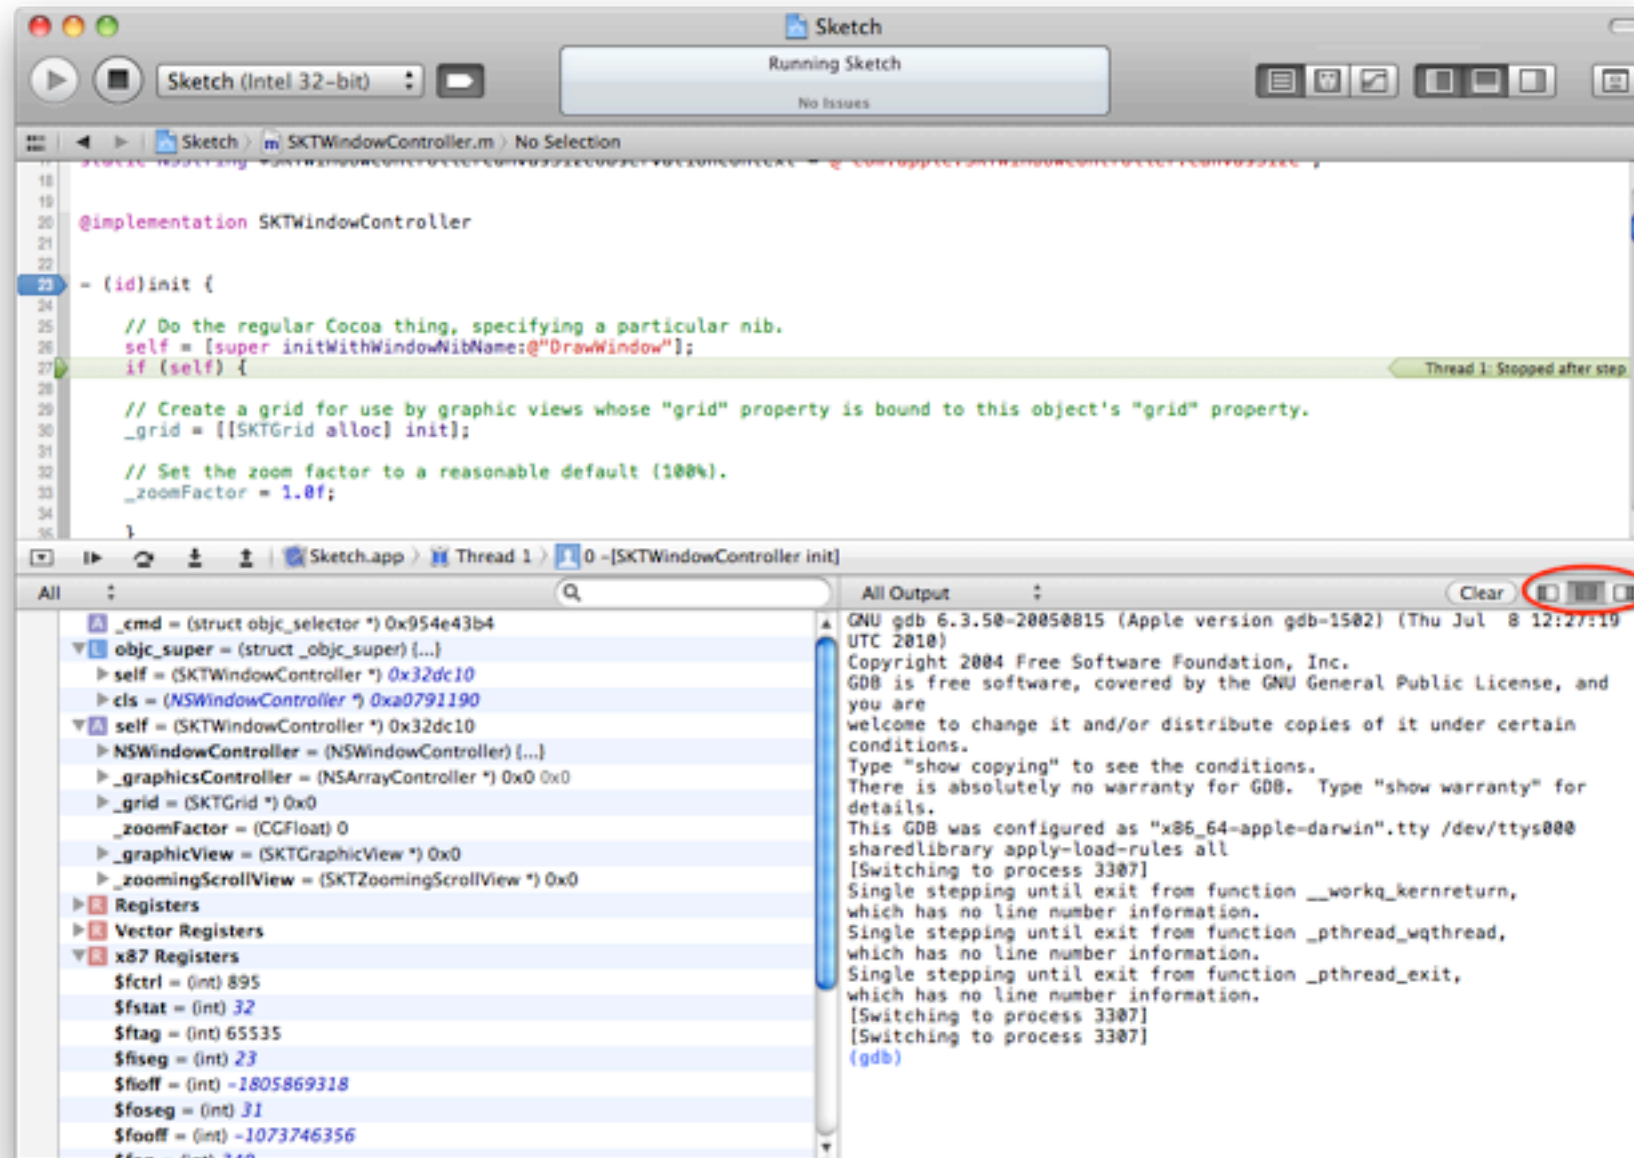 Sketch
Sketch (Intel 32-bit)
Running Sketch
No Issues
Sketch
m SKTWindowController.m
No Selection
18
19
20 @implementation SKTWindowController
21
22
23 - (id)init {
24
25 // Do the regular Cocoa thing, specifying a particular nib.
26 self = [super initWithWindowNibName:@"DrawWindow"];
27 if (self) {
Thread 1: Stopped after step
28
29 // Create a grid for use by graphic views whose "grid" property is bound to this object's "grid" property.
30 _grid = [[SKTGrid alloc] init];
31
32 // Set the zoom factor to a reasonable default (100%).
33 _zoomFactor = 1.0f;
34
35 }
Sketch.app
Thread 1
0 -[SKTWindowController init]
All
A _cmd = (struct objc_selector *) 0x954e43b4
L objc_super = (struct _objc_super) {...}
self = (SKTWindowController *) 0x32dc10
cls = (NSWindowController *) 0xa0791190
A self = (SKTWindowController *) 0x32dc10
NSWindowController = (NSWindowController) {...}
_graphicsController = (NSArrayController *) 0x0 0x0
_grid = (SKTGrid *) 0x0
_zoomFactor = (CGFloat) 0
_graphicView = (SKTGraphicView *) 0x0
_zoomingScrollView = (SKTZoomingScrollView *) 0x0
R Registers
R Vector Registers
R x87 Registers
$fctrl = (int) 895
$fstat = (int) 32
$ftag = (int) 65535
$fiseg = (int) 23
$fioff = (int) -1805869318
$foseg = (int) 31
$fooff = (int) -1073746356
All Output
Clear
GNU gdb 6.3.50-20050815 (Apple version gdb-1502) (Thu Jul  8 12:27:19
UTC 2010)
Copyright 2004 Free Software Foundation, Inc.
GDB is free software, covered by the GNU General Public License, and
you are
welcome to change it and/or distribute copies of it under certain
conditions.
Type "show copying" to see the conditions.
There is absolutely no warranty for GDB.  Type "show warranty" for
details.
This GDB was configured as "x86_64-apple-darwin".tty /dev/ttys000
sharedlibrary apply-load-rules all
[Switching to process 3307]
Single stepping until exit from function __workq_kernreturn,
which has no line number information.
Single stepping until exit from function _pthread_wqthread,
which has no line number information.
Single stepping until exit from function _pthread_exit,
which has no line number information.
[Switching to process 3307]
[Switching to process 3307]
(gdb)